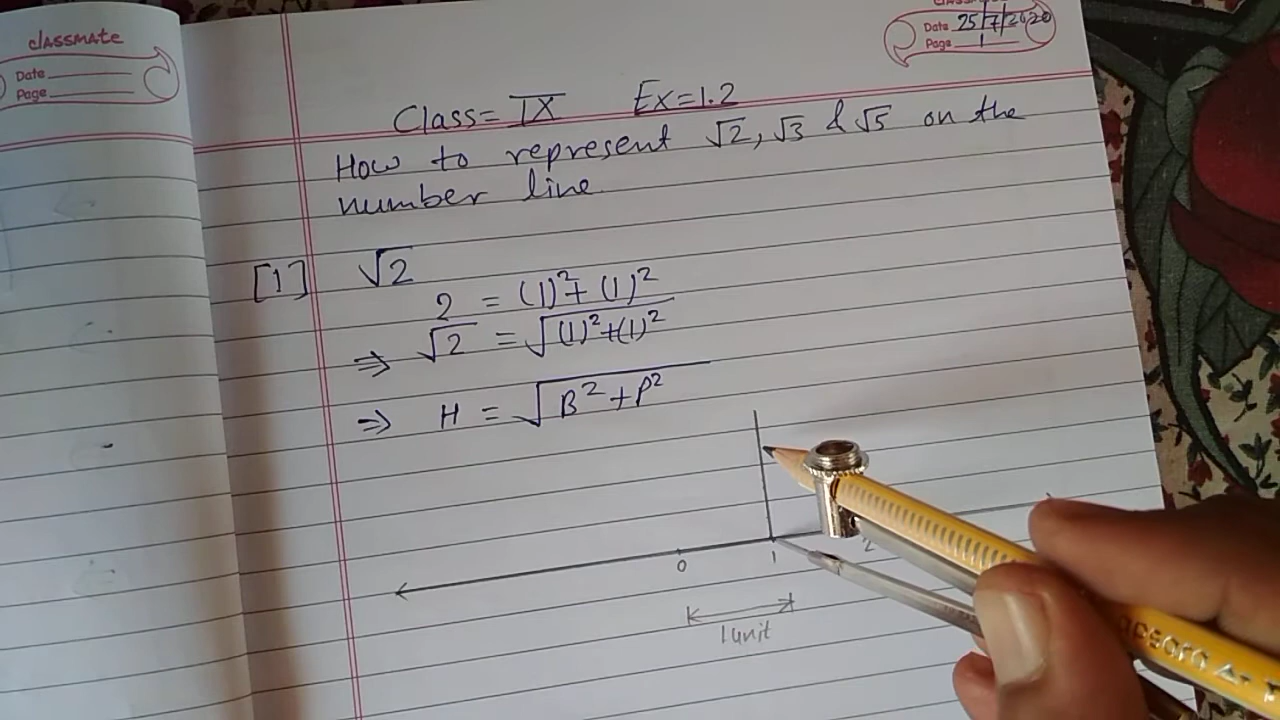 classmate
Date
Page
CLASSMATE
Date 25/7/2020
Page 1
Class = IX Ex = 1.2
How to represent √2, √3 & √5 on the
number line
[1] √2
2 = (1)² + (1)²
⇒ √2 = √(1)²+(1)²
⇒ H = √B²+P²
0 1 2
1 unit
apsara